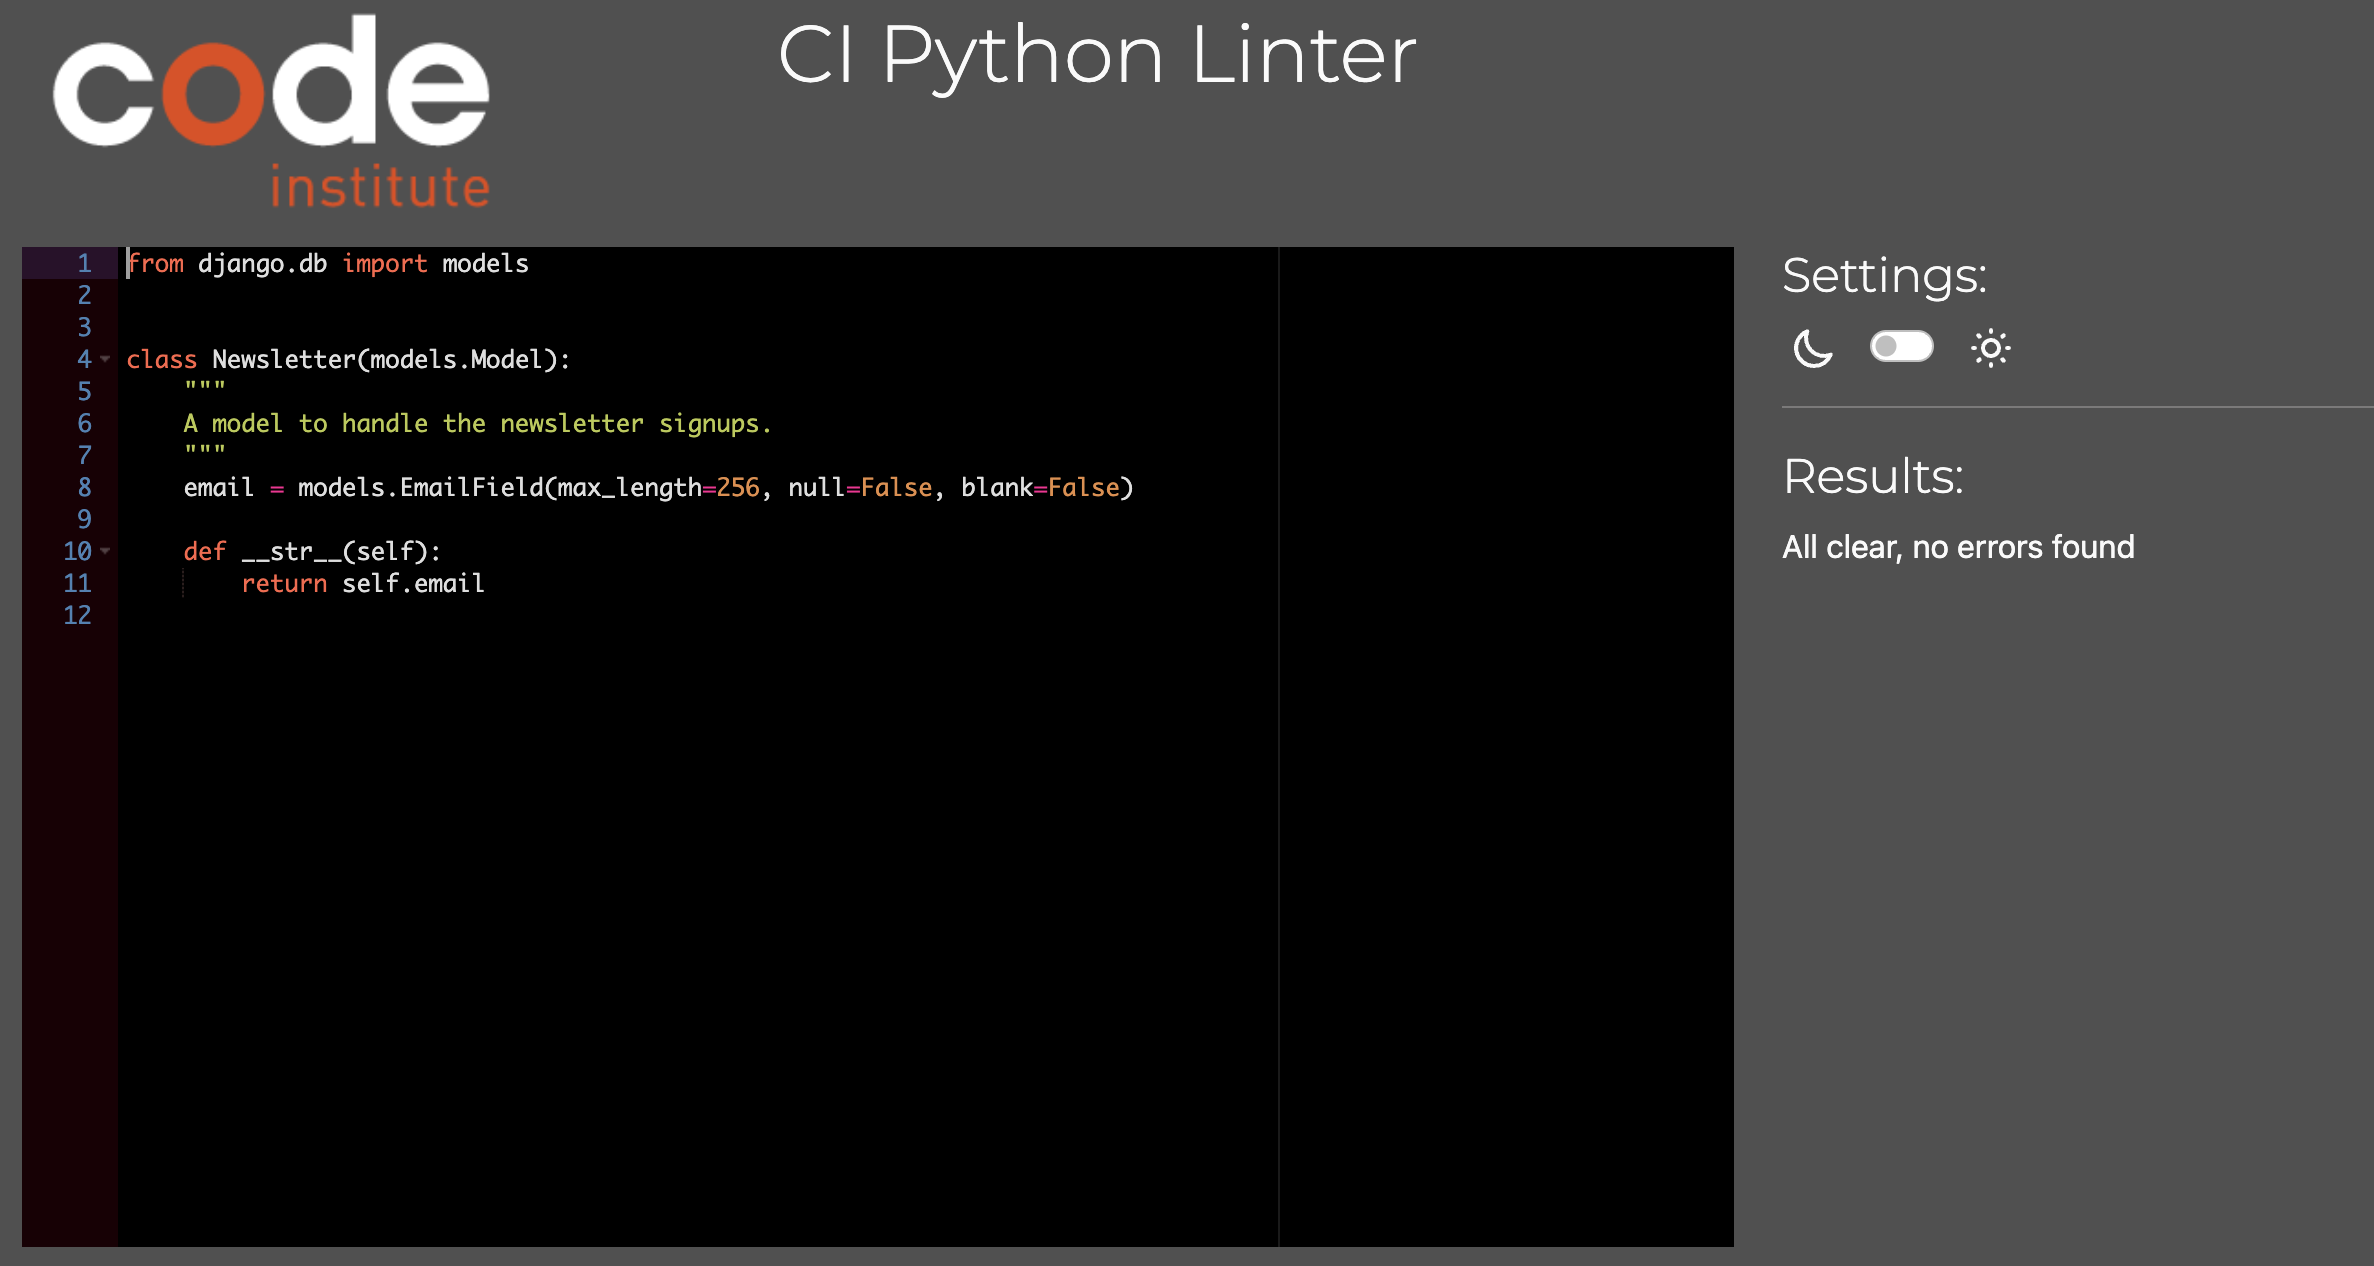 code
institute
CI Python Linter
1 from django.db import models
2
3
4 class Newsletter(models.Model):
5     """
6     A model to handle the newsletter signups.
7     """
8     email = models.EmailField(max_length=256, null=False, blank=False)
9
10     def __str__(self):
11         return self.email
12
Settings:
Results:
All clear, no errors found